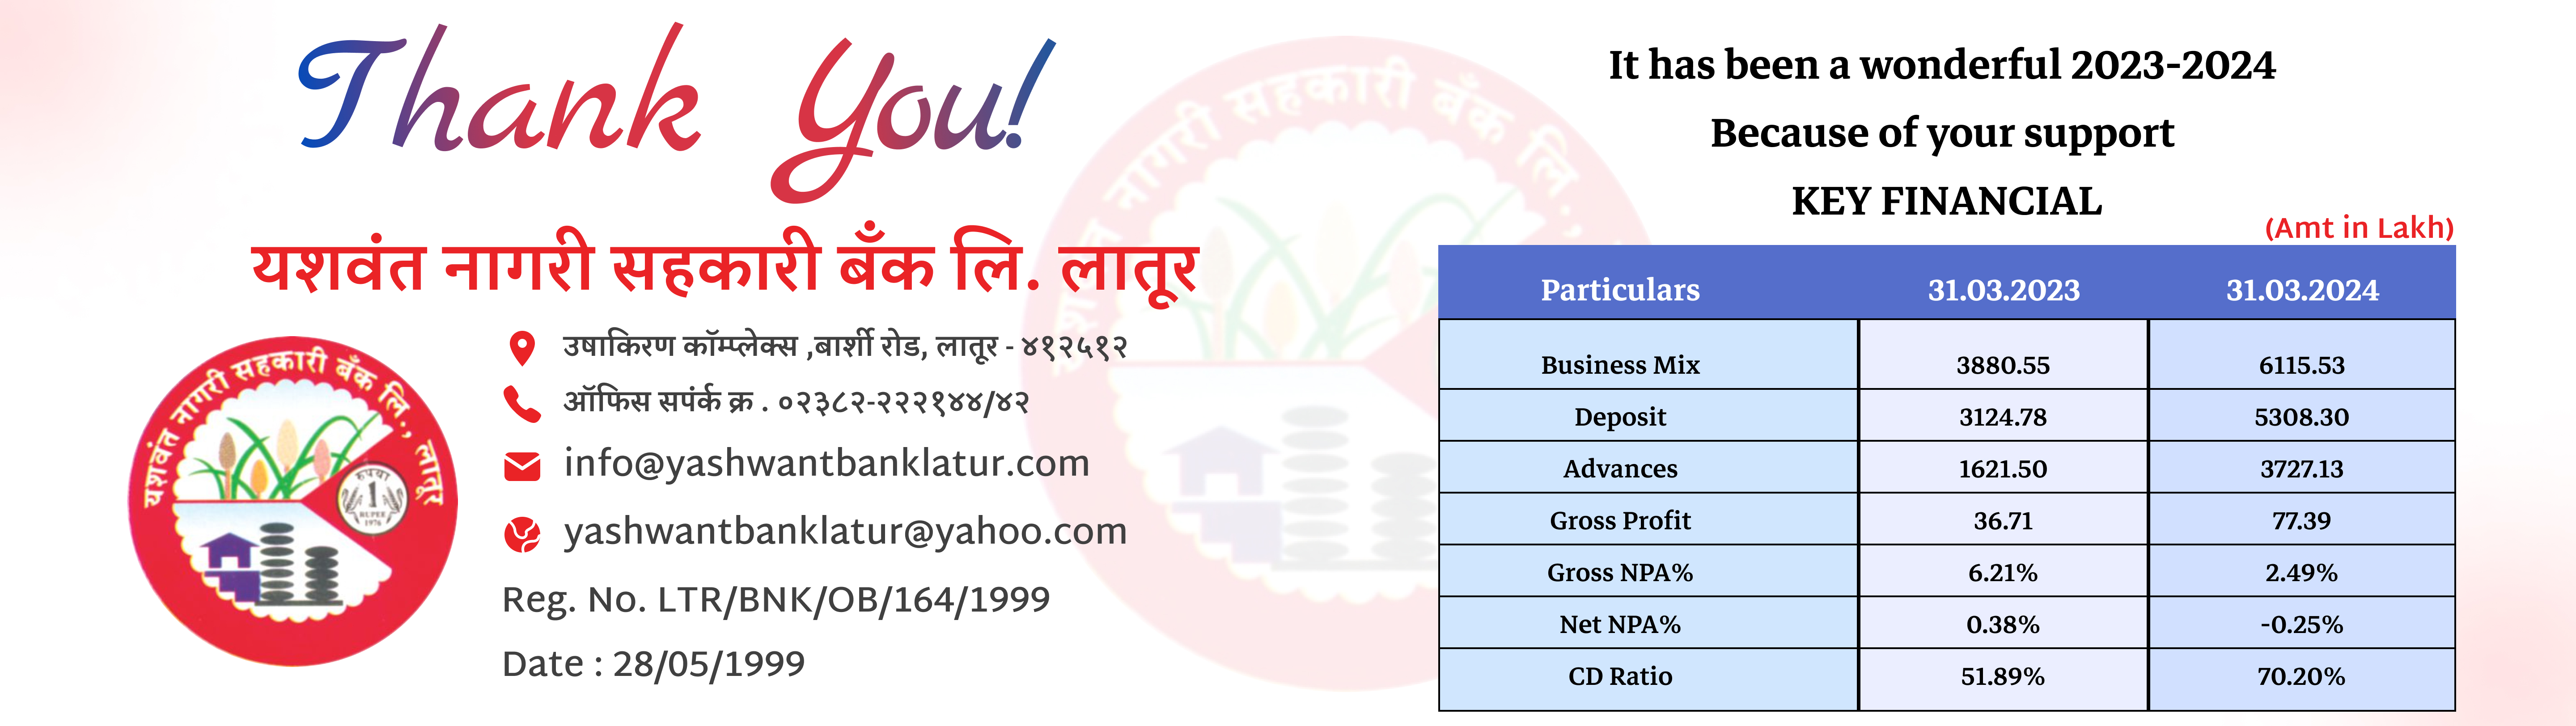 Thank You!
यशवंत नागरी सहकारी बँक लि. लातूर
उषाकिरण कॉम्प्लेक्स ,बार्शी रोड, लातूर - ४१२५१२
ऑफिस सपंर्क क्र . ०२३८२-२२२१४४/४२
info@yashwantbanklatur.com
yashwantbanklatur@yahoo.com
Reg. No. LTR/BNK/OB/164/1999
Date : 28/05/1999
यशवंत नागरी सहकारी बँक लि., लातूर
रुपया
1
RUPEE
1976
यशवंत नागरी सहकारी बँक लि.,
It has been a wonderful 2023-2024
Because of your support
KEY FINANCIAL
(Amt in Lakh)
Particulars 31.03.2023 31.03.2024
Business Mix 3880.55 6115.53
Deposit 3124.78 5308.30
Advances 1621.50 3727.13
Gross Profit 36.71 77.39
Gross NPA% 6.21% 2.49%
Net NPA% 0.38% -0.25%
CD Ratio 51.89% 70.20%